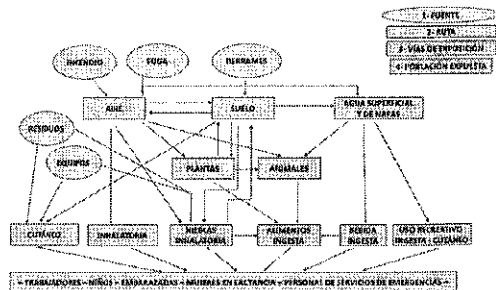 1- FUENTE
2- RUTA
3- VÍAS DE EXPOSICIÓN
4- POBLACIÓN EXPUESTA
INCENDIO
FUGA
DERRAMES
AIRE
SUELO
AGUA SUPERFICIAL
Y DE NAPAS
RESIDUOS
EQUIPOS
PLANTAS
ANIMALES
CUTÁNEO
INHALATORIA
NIEBLAS
INHALATORIA
ALIMENTOS
INGESTA
BEBIDA
INGESTA
USO RECREATIVO
INGESTA - CUTANEO
– TRABAJADORES – NIÑOS – EMBARAZADAS – MUJERES EN LACTANCIA – PERSONAL DE SERVICIOS DE EMERGENCIAS –